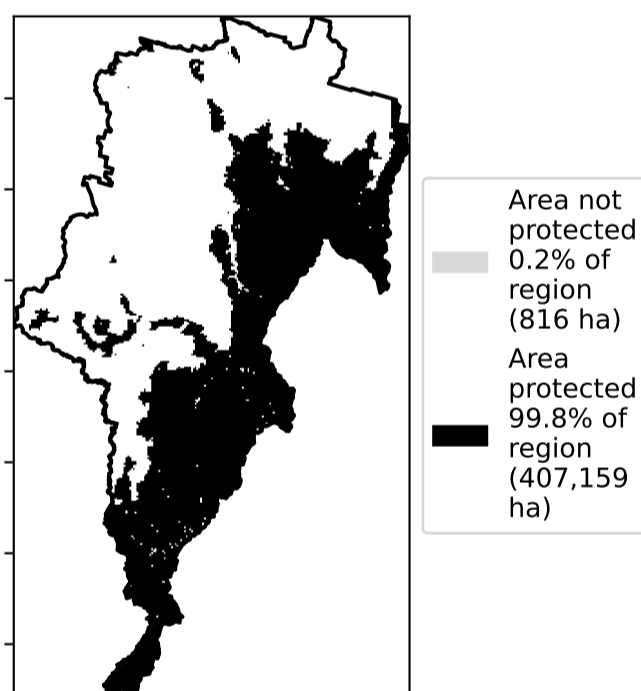 Area not
protected
0.2% of
region
(816 ha)
Area
protected
99.8% of
region
(407,159
ha)